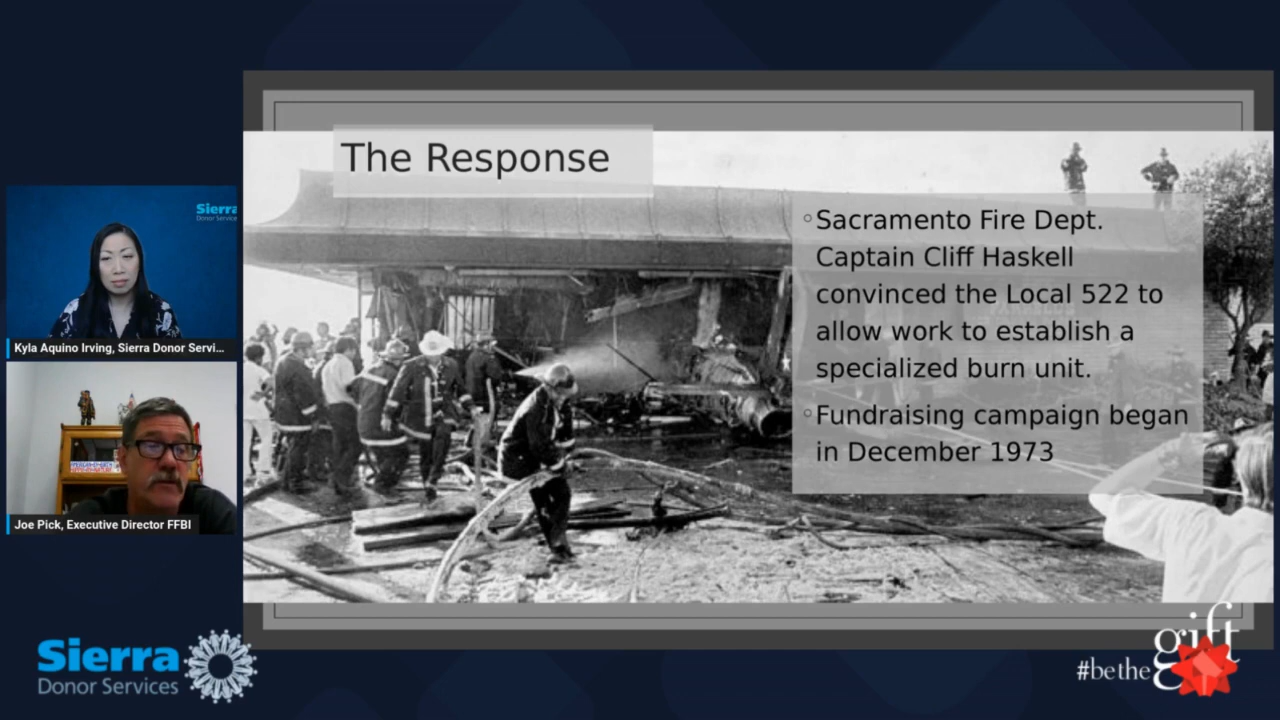 The Response
◦Sacramento Fire Dept.
Captain Cliff Haskell
convinced the Local 522 to
allow work to establish a
specialized burn unit.
◦Fundraising campaign began
in December 1973
Sierra
Donor Services
Kyla Aquino Irving, Sierra Donor Servi...
Joe Pick, Executive Director FFBI
Sierra
Donor Services
#bethe gift